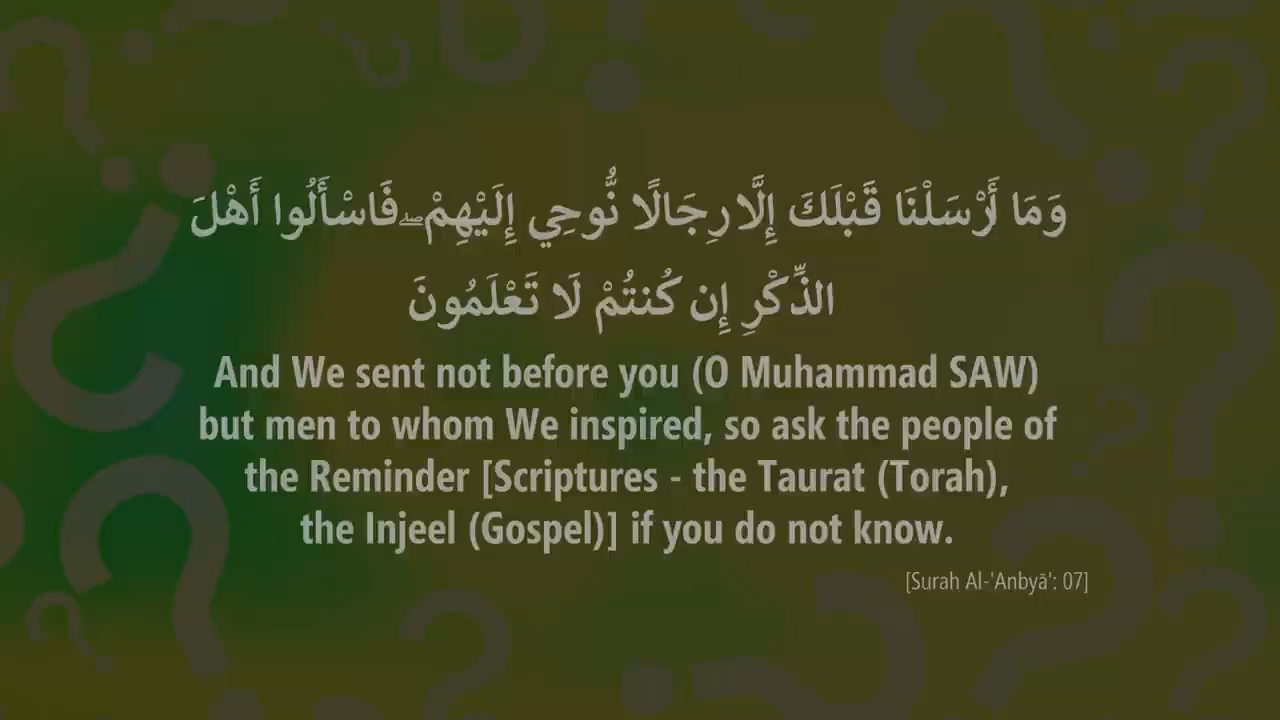 وَمَا أَرْسَلْنَا قَبْلَكَ إِلَّا رِجَالًا نُّوحِي إِلَيْهِمْ ۖ فَاسْأَلُوا أَهْلَ
الذِّكْرِ إِن كُنتُمْ لَا تَعْلَمُونَ
And We sent not before you (O Muhammad SAW)
but men to whom We inspired, so ask the people of
the Reminder [Scriptures - the Taurat (Torah),
the Injeel (Gospel)] if you do not know.
[Surah Al-'Anbyā': 07]